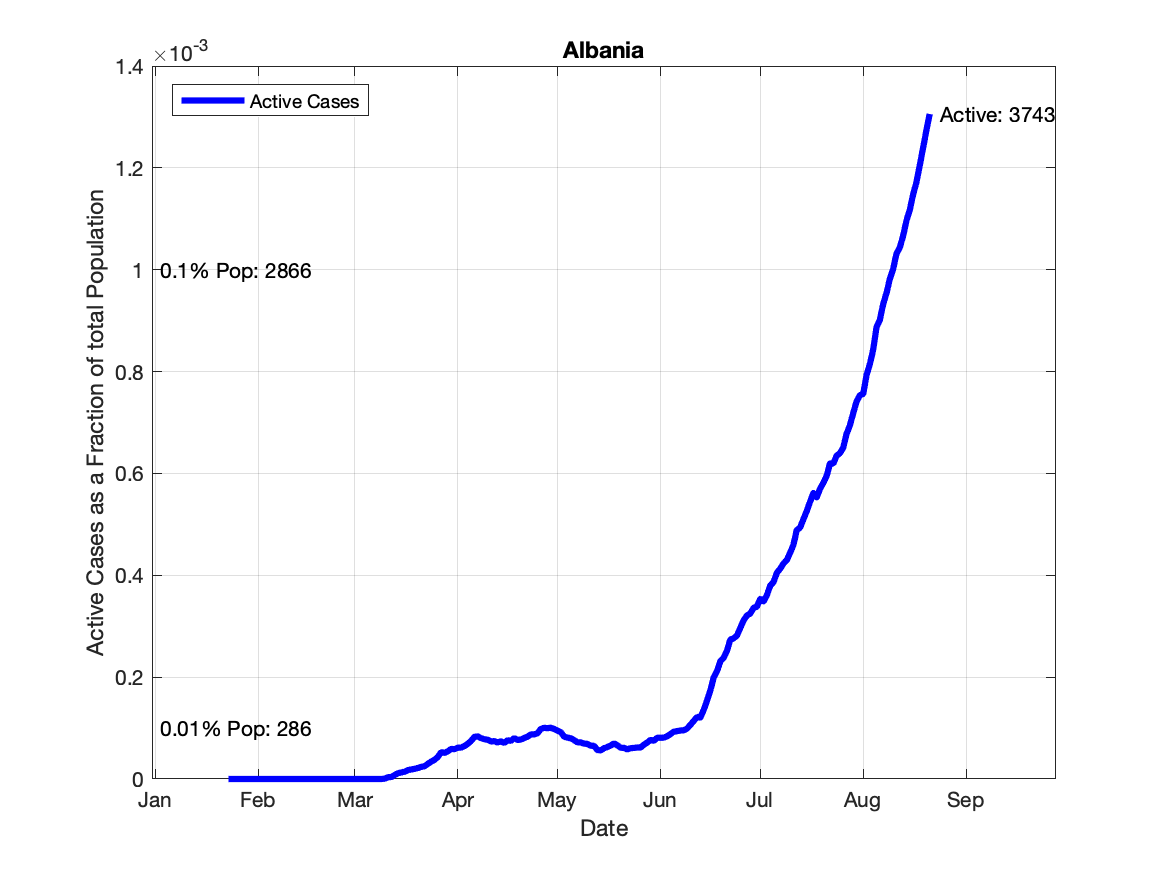 Albania
×10-3
1.4
1.2
1
0.8
0.6
0.4
0.2
0
Active Cases
Active: 3743
0.1% Pop: 2866
0.01% Pop: 286
Active Cases as a Fraction of total Population
Jan Feb Mar Apr May Jun Jul Aug Sep
Date